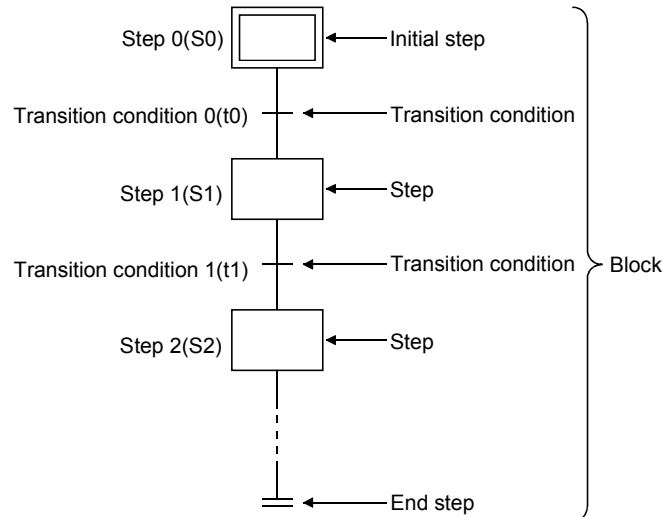 Step 0(S0)
Initial step
Transition condition 0(t0)
Transition condition
Step 1(S1)
Step
Transition condition 1(t1)
Transition condition
Block
Step 2(S2)
Step
End step